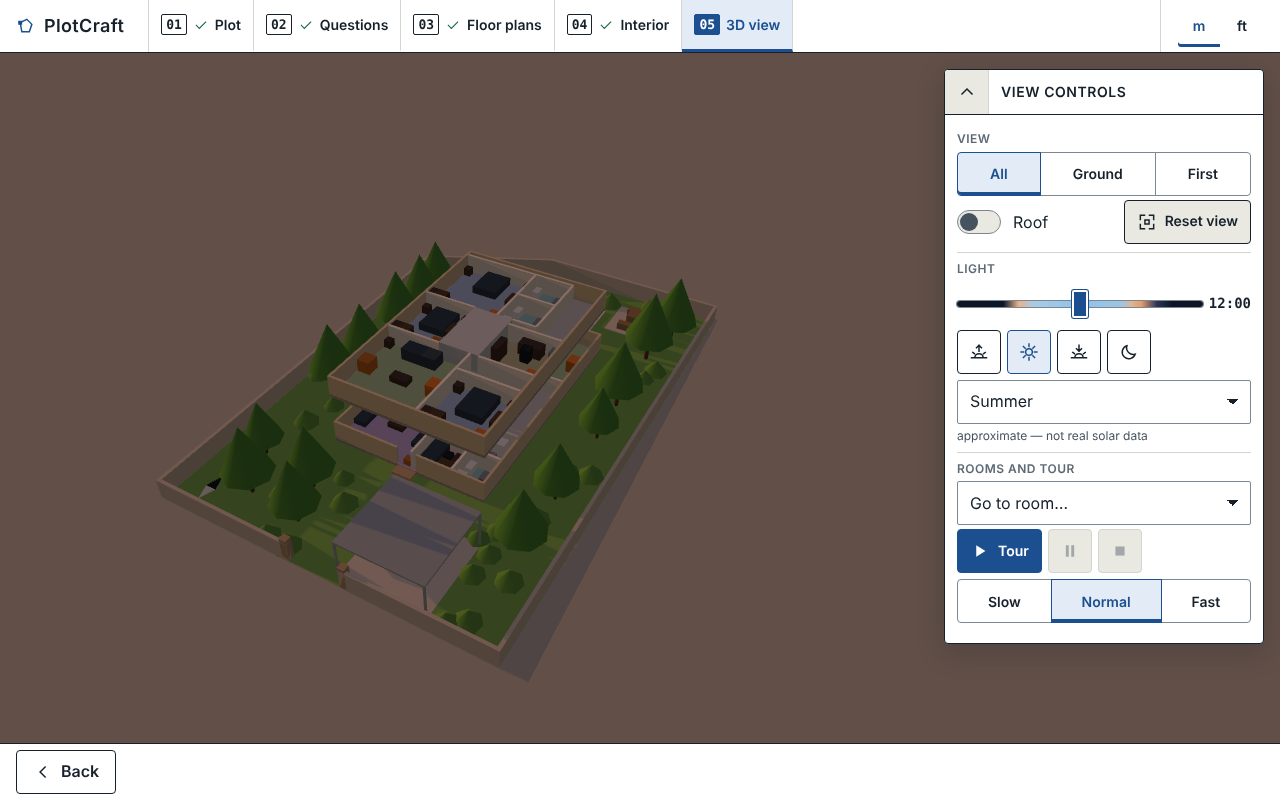 PlotCraft
01 Plot
02 Questions
03 Floor plans
04 Interior
05 3D view
m ft
VIEW CONTROLS
VIEW
All Ground First
Roof
Reset view
LIGHT
12:00
Summer
approximate — not real solar data
ROOMS AND TOUR
Go to room...
Tour
Slow Normal Fast
Back